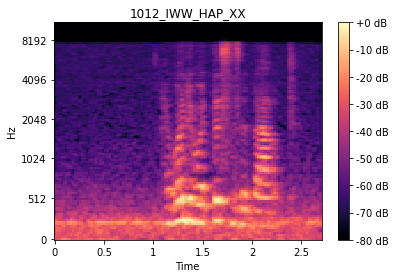 1012_IWW_HAP_XX
+0 dB
8192
-10 dB
4096
-20 dB
-30 dB
Hz
2048
-40 dB
1024
-50 dB
512
-60 dB
-70 dB
0
-80 dB
0 0.5 1 1.5 2 2.5
Time